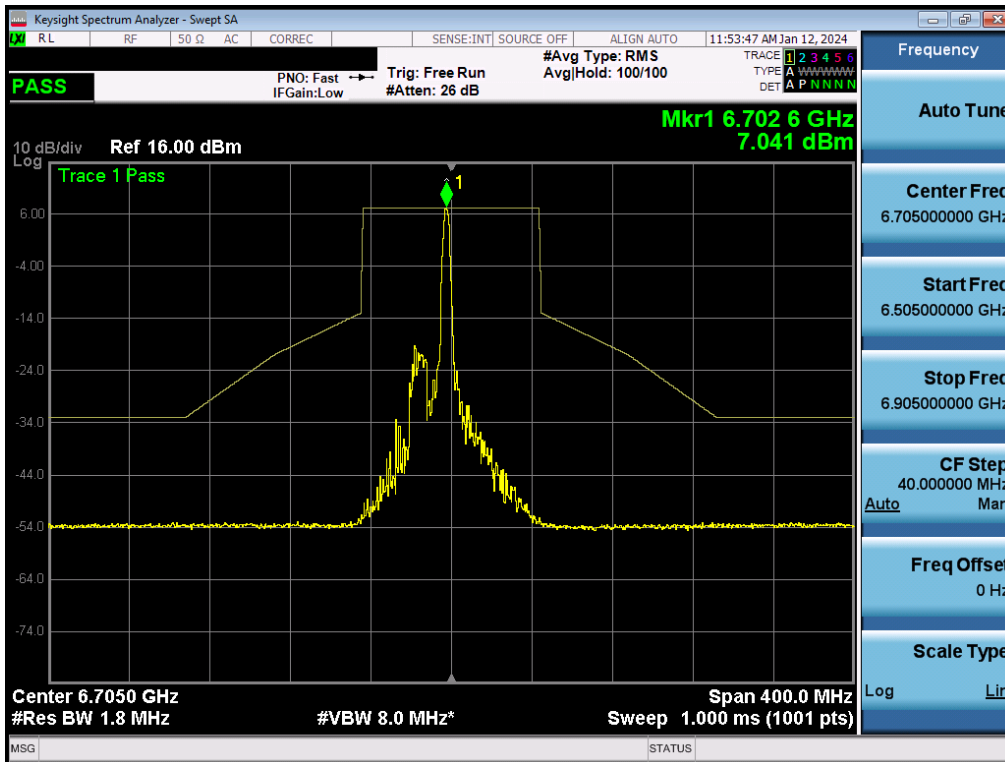 Keysight Spectrum Analyzer - Swept SA
LXI RL RF 50 Ω AC CORREC SENSE:INT SOURCE OFF ALIGN AUTO 11:53:47 AM Jan 12, 2024
PASS
PNO: Fast
IFGain:Low
Trig: Free Run
#Atten: 26 dB
#Avg Type: RMS
Avg|Hold: 100/100
TRACE 1 2 3 4 5 6
TYPE A WWWWW
DET A P N N N N
Mkr1 6.702 6 GHz
7.041 dBm
10 dB/div
Log
Ref 16.00 dBm
Trace 1 Pass
1
6.00
-4.00
-14.0
-24.0
-34.0
-44.0
-54.0
-64.0
-74.0
Center 6.7050 GHz
#Res BW 1.8 MHz
#VBW 8.0 MHz*
Span 400.0 MHz
Sweep 1.000 ms (1001 pts)
MSG
STATUS
Frequency
Auto Tune
Center Freq
6.705000000 GHz
Start Freq
6.505000000 GHz
Stop Freq
6.905000000 GHz
CF Step
40.000000 MHz
Auto Man
Freq Offset
0 Hz
Scale Type
Log Lin